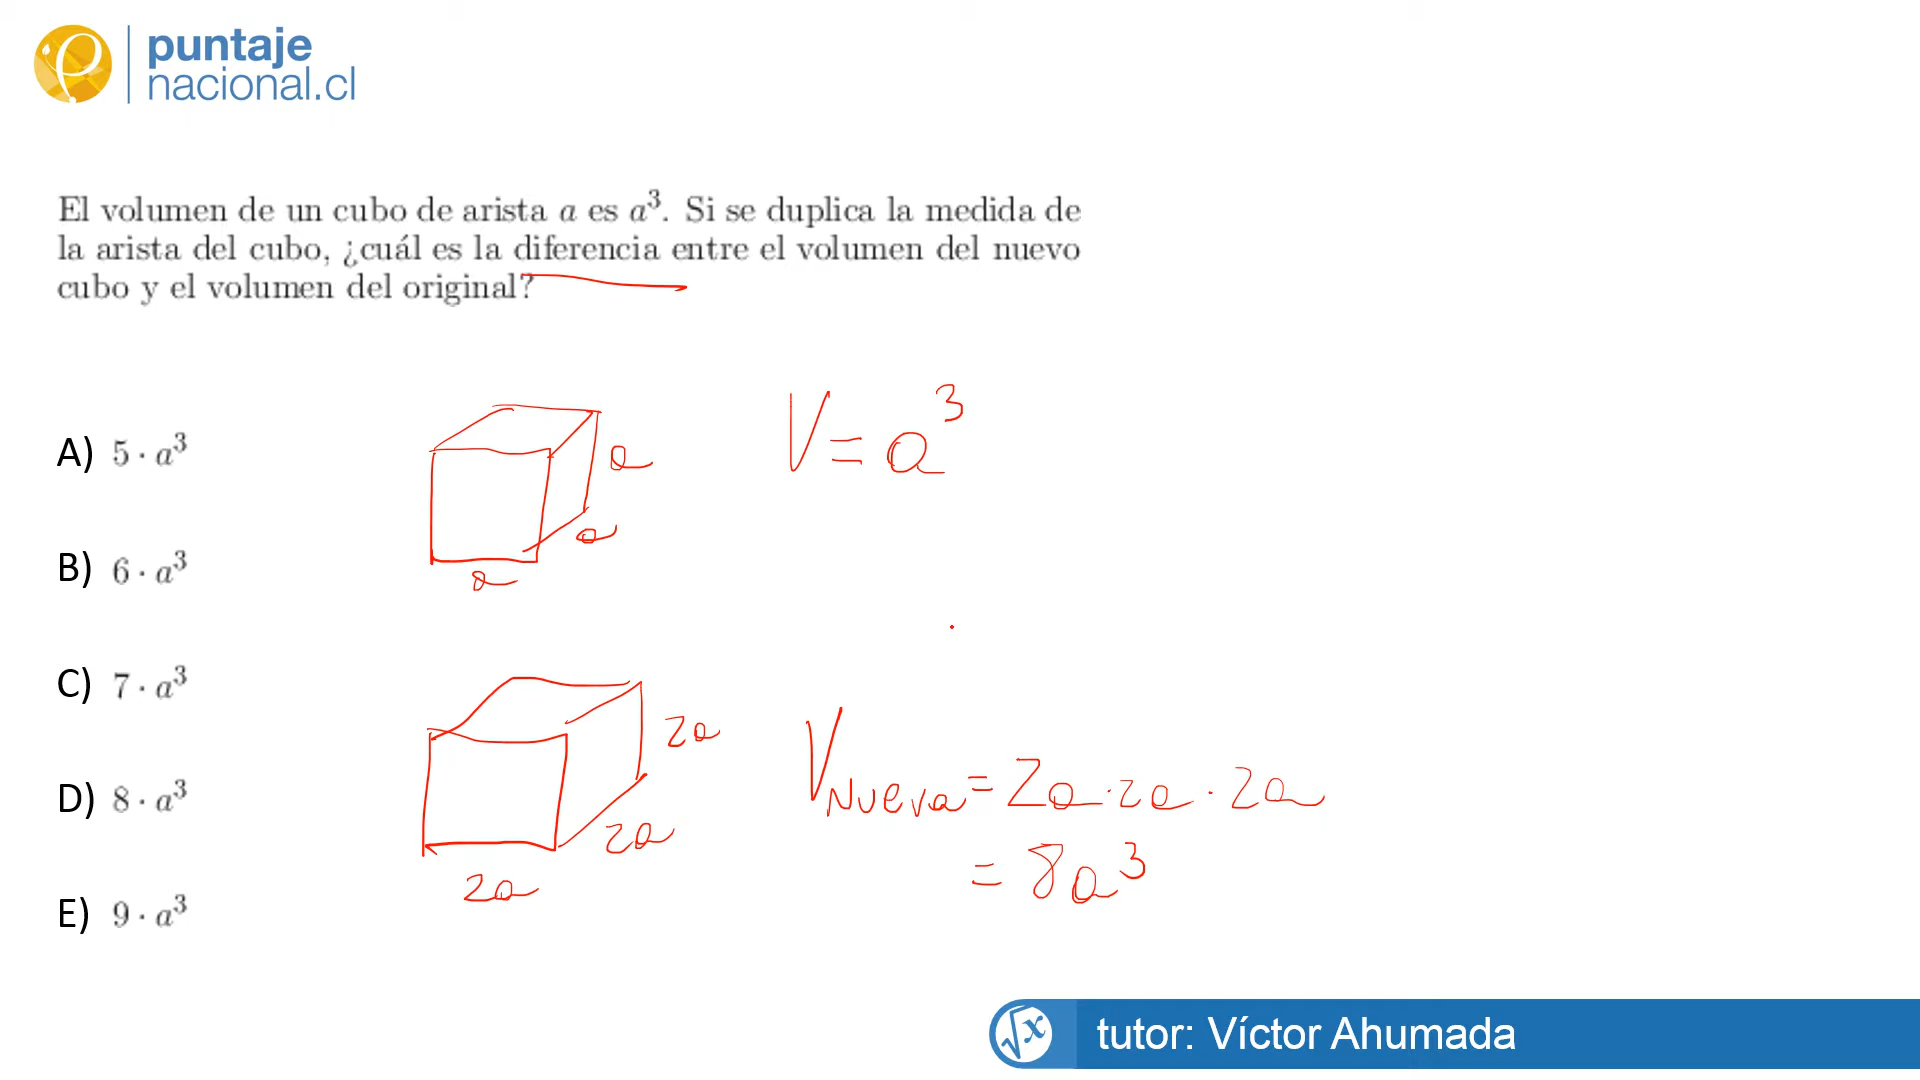 puntaje
nacional.cl
El volumen de un cubo de arista a es a³. Si se duplica la medida de
la arista del cubo, ¿cuál es la diferencia entre el volumen del nuevo
cubo y el volumen del original?
A) 5 · a³
B) 6 · a³
C) 7 · a³
D) 8 · a³
E) 9 · a³
a
a
a
V = a³
2a
2a
2a
V Nueva = 2a · 2a · 2a
= 8a³
√x
tutor: Víctor Ahumada